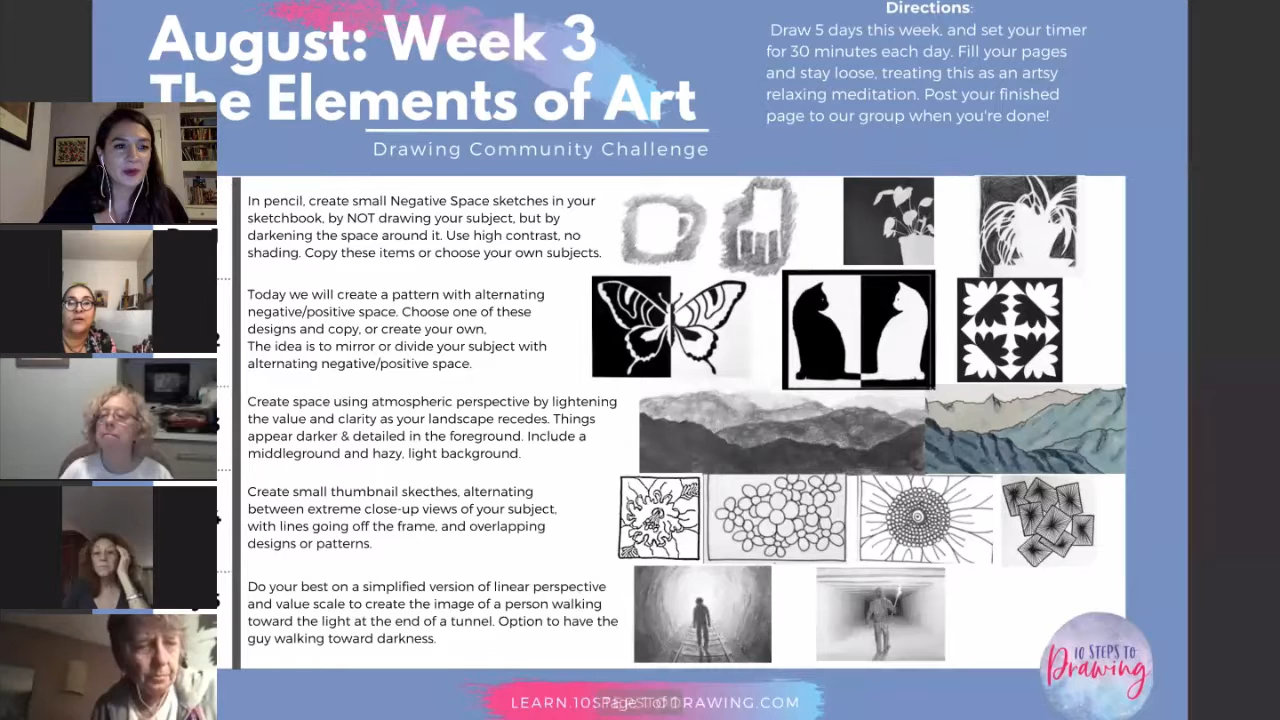 August: Week 3
The Elements of Art
Drawing Community Challenge
Directions:
Draw 5 days this week, and set your timer
for 30 minutes each day. Fill your pages
and stay loose, treating this as an artsy
relaxing meditation. Post your finished
page to our group when you're done!
In pencil, create small Negative Space sketches in your
sketchbook, by NOT drawing your subject, but by
darkening the space around it. Use high contrast, no
shading. Copy these items or choose your own subjects.
Today we will create a pattern with alternating
negative/positive space. Choose one of these
designs and copy, or create your own,
The idea is to mirror or divide your subject with
alternating negative/positive space.
Create space using atmospheric perspective by lightening
the value and clarity as your landscape recedes. Things
appear darker & detailed in the foreground. Include a
middleground and hazy, light background.
Create small thumbnail skecthes, alternating
between extreme close-up views of your subject,
with lines going off the frame, and overlapping
designs or patterns.
Do your best on a simplified version of linear perspective
and value scale to create the image of a person walking
toward the light at the end of a tunnel. Option to have the
guy walking toward darkness.
10 STEPS TO
Drawing
LEARN.10STEPSTODRAWING.COM